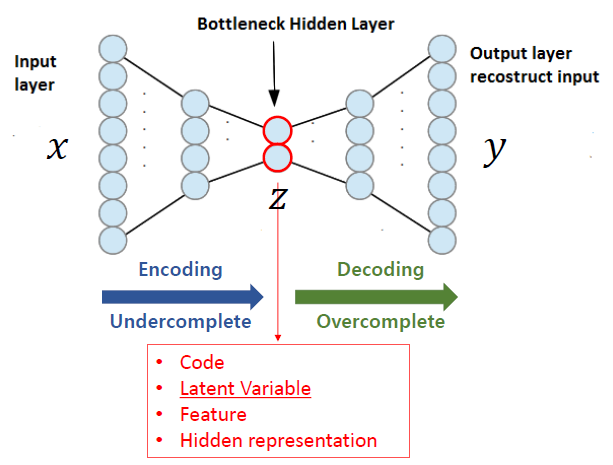 Bottleneck Hidden Layer
Input
layer
Output layer
recostruct input
x
y
z
Encoding
Decoding
Undercomplete
Overcomplete
• Code
• Latent Variable
• Feature
• Hidden representation